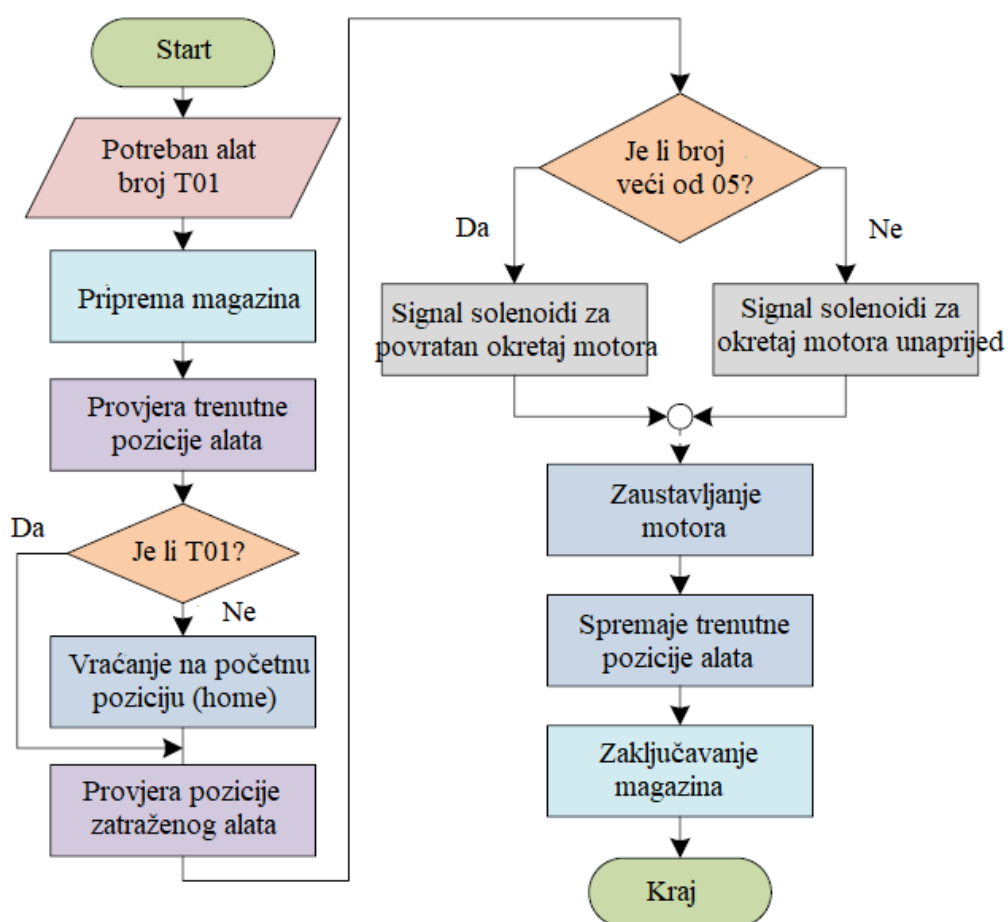 Start
Potreban alat
broj T01
Priprema magazina
Provjera trenutne
pozicije alata
Je li T01?
Da
Ne
Vraćanje na početnu
poziciju (home)
Provjera pozicije
zatraženog alata
Je li broj
veći od 05?
Da
Ne
Signal solenoidi za
povratan okretaj motora
Signal solenoidi za
okretaj motora unaprijed
Zaustavljanje
motora
Spremaje trenutne
pozicije alata
Zaključavanje
magazina
Kraj